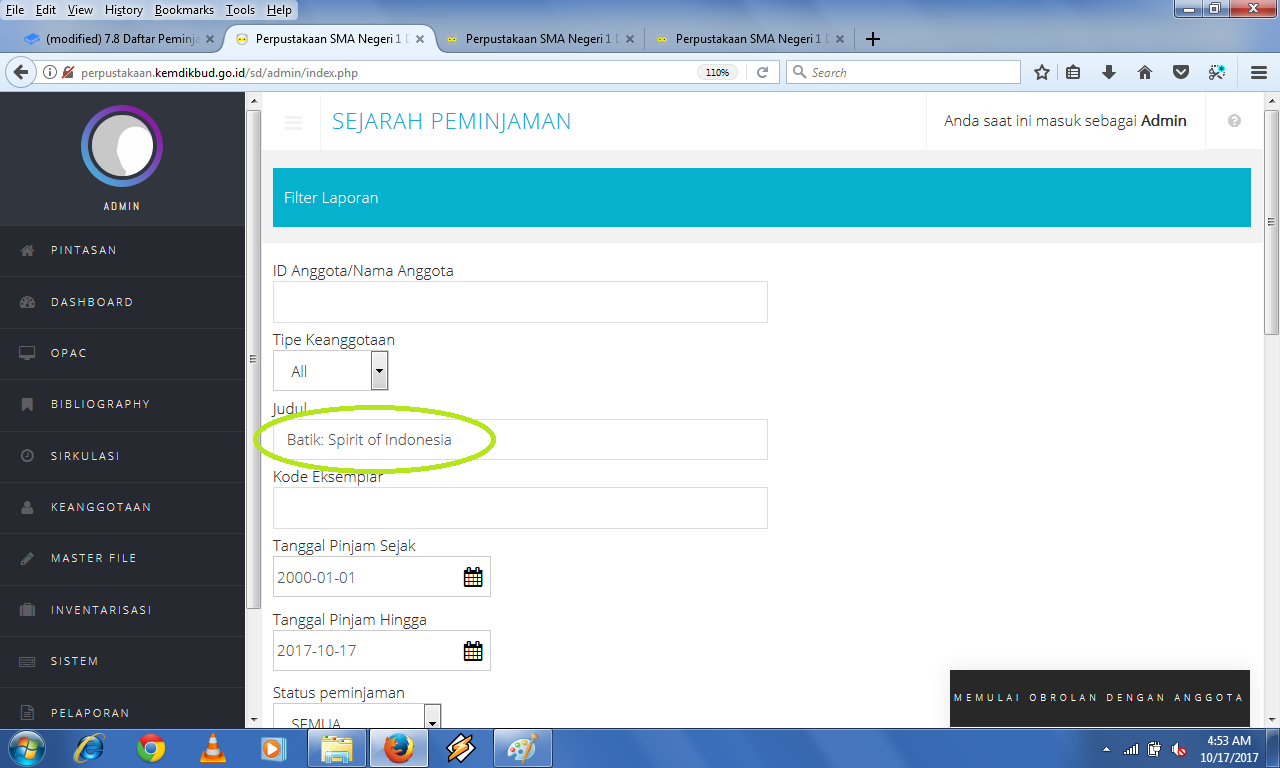 File Edit View History Bookmarks Tools Help
(modified) 7.8 Daftar Peminja
Perpustakaan SMA Negeri 1 D
Perpustakaan SMA Negeri 1 D
Perpustakaan SMA Negeri 1 D
perpustakaan.kemdikbud.go.id/sd/admin/index.php
110%
Search
SEJARAH PEMINJAMAN
Anda saat ini masuk sebagai Admin
ADMIN
PINTASAN
DASHBOARD
OPAC
BIBLIOGRAPHY
SIRKULASI
KEANGGOTAAN
MASTER FILE
INVENTARISASI
SISTEM
PELAPORAN
Filter Laporan
ID Anggota/Nama Anggota
Tipe Keanggotaan
All
Judul
Batik: Spirit of Indonesia
Kode Eksemplar
Tanggal Pinjam Sejak
2000-01-01
Tanggal Pinjam Hingga
2017-10-17
Status peminjaman
SEMUA
MEMULAI OBROLAN DENGAN ANGGOTA
4:53 AM
10/17/2017